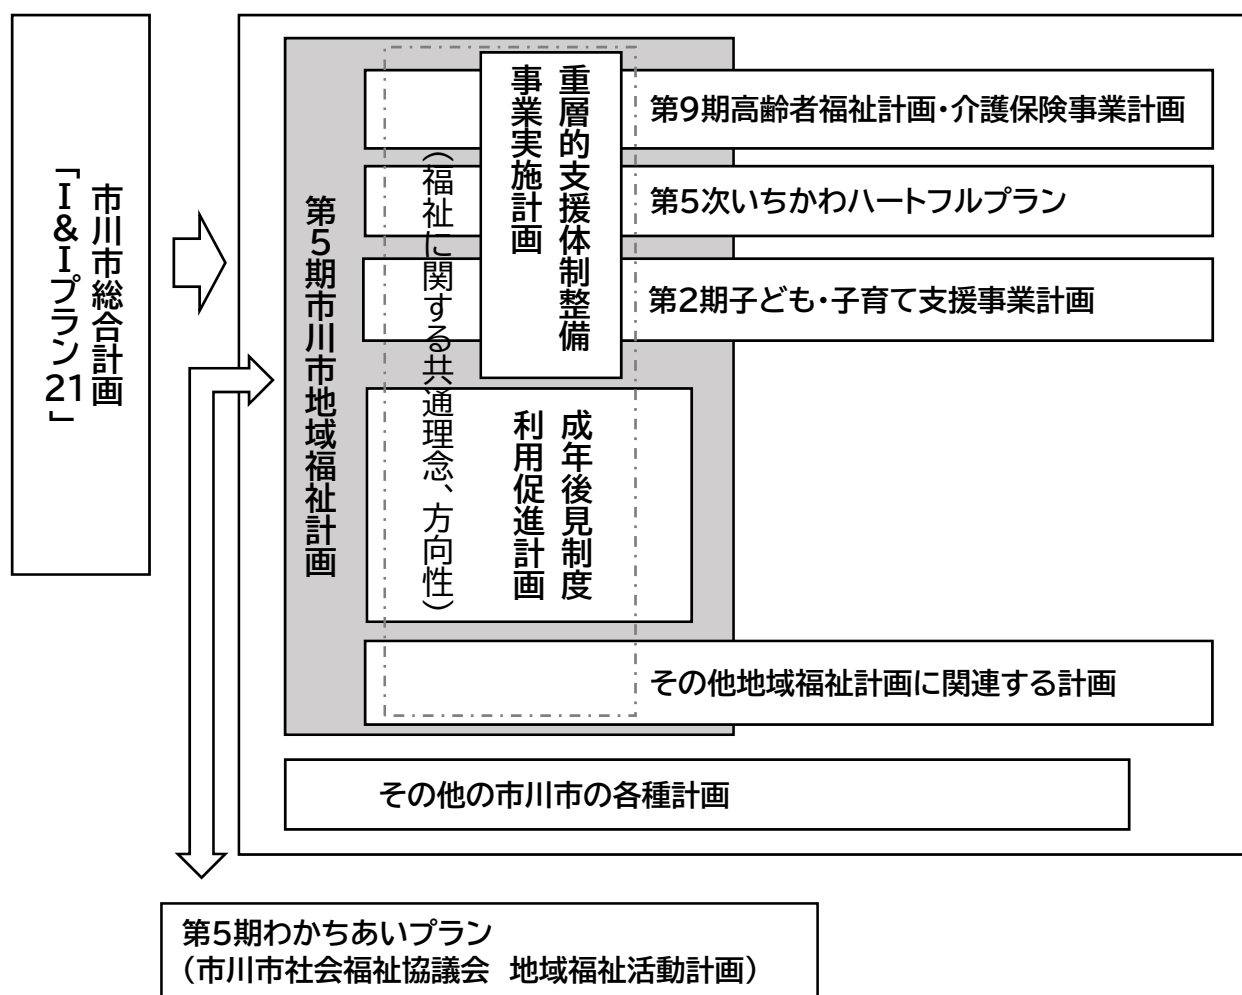 市川市総合計画
「I&Iプラン21」
第5期市川市地域福祉計画
（福祉に関する共通理念、方向性）
重層的支援体制整備
事業実施計画
第9期高齢者福祉計画・介護保険事業計画
第5次いちかわハートフルプラン
第2期子ども・子育て支援事業計画
成年後見制度
利用促進計画
その他地域福祉計画に関連する計画
その他の市川市の各種計画
第5期わかちあいプラン
（市川市社会福祉協議会　地域福祉活動計画）